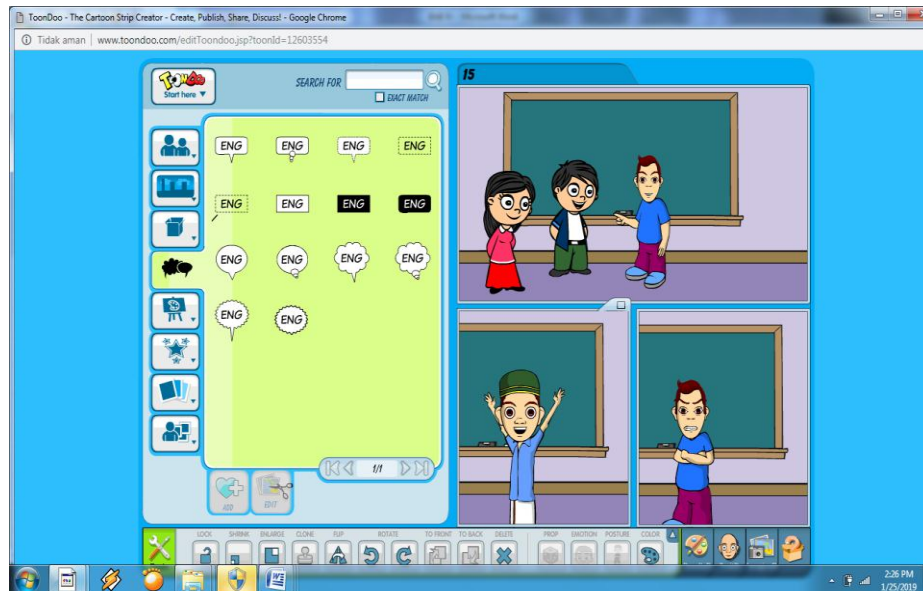 ToonDoo - The Cartoon Strip Creator - Create, Publish, Share, Discuss! - Google Chrome
Tidak aman | www.toondoo.com/editToondoo.jsp?toonId=12603554
TOONDOO
Start here
SEARCH FOR
EXACT MATCH
15
ENG ENG ENG ENG
ENG ENG ENG ENG
ENG ENG ENG ENG
ENG ENG
1/1
ADD EDIT
LOCK SHRINK ENLARGE CLONE FLIP ROTATE TO FRONT TO BACK DELETE PROP EMOTION POSTURE COLOR
2:26 PM
1/25/2019